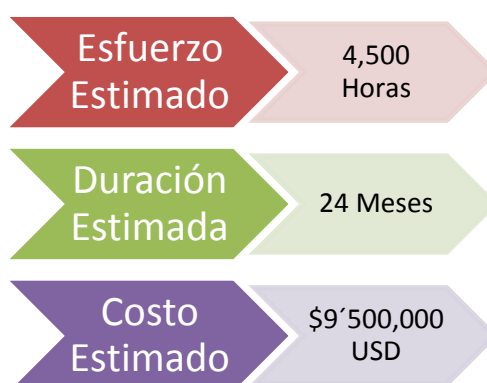 Esfuerzo
Estimado
4,500
Horas
Duración
Estimada
24 Meses
Costo
Estimado
$9´500,000
USD